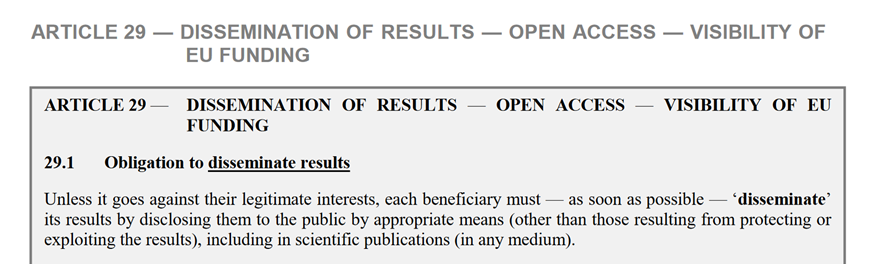 ARTICLE 29 — DISSEMINATION OF RESULTS — OPEN ACCESS — VISIBILITY OF
EU FUNDING
ARTICLE 29 — DISSEMINATION OF RESULTS — OPEN ACCESS — VISIBILITY OF EU
FUNDING
29.1 Obligation to disseminate results
Unless it goes against their legitimate interests, each beneficiary must — as soon as possible — ‘disseminate’
its results by disclosing them to the public by appropriate means (other than those resulting from protecting or
exploiting the results), including in scientific publications (in any medium).